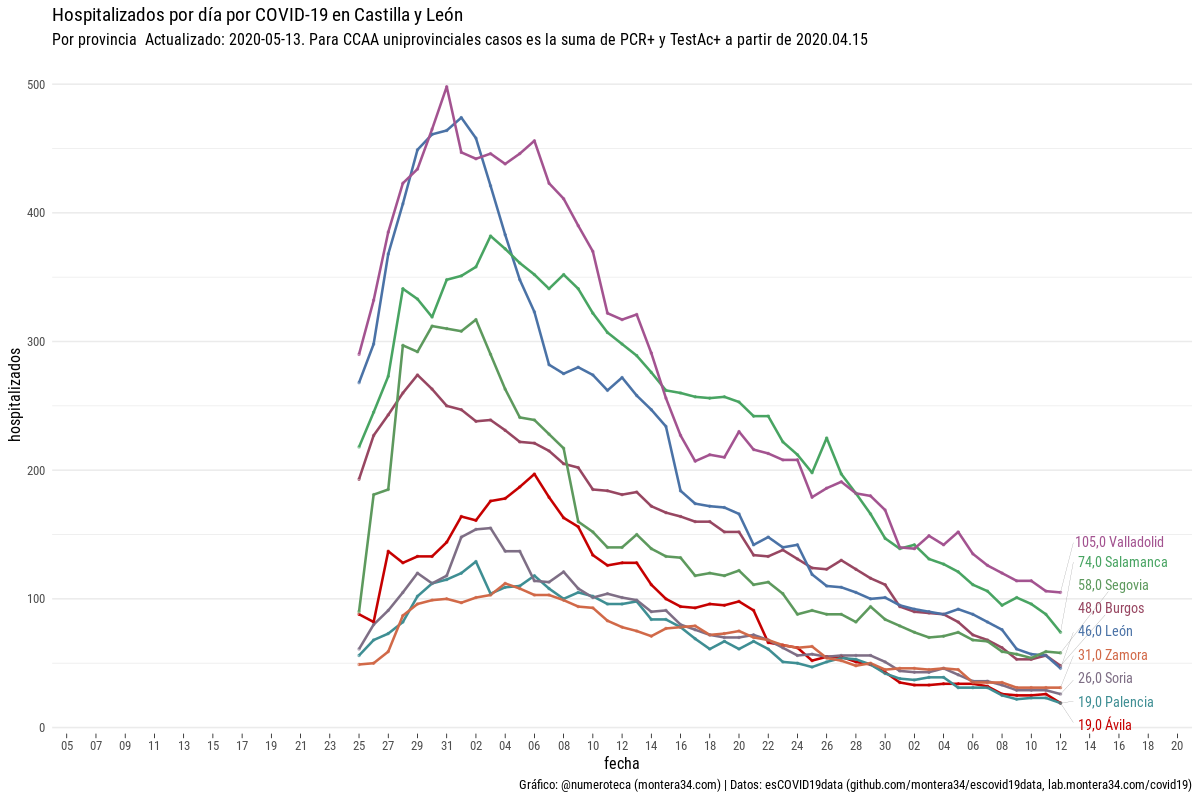 Hospitalizados por día por COVID-19 en Castilla y León
Por provincia  Actualizado: 2020-05-13. Para CCAA uniprovinciales casos es la suma de PCR+ y TestAc+ a partir de 2020.04.15
hospitalizados
500
400
300
200
100
0
105,0 Valladolid
74,0 Salamanca
58,0 Segovia
48,0 Burgos
46,0 León
31,0 Zamora
26,0 Soria
19,0 Palencia
19,0 Ávila
05 07 09 11 13 15 17 19 21 23 25 27 29 31 02 04 06 08 10 12 14 16 18 20 22 24 26 28 30 02 04 06 08 10 12 14 16 18 20
fecha
Gráfico: @numeroteca (montera34.com) | Datos: esCOVID19data (github.com/montera34/escovid19data, lab.montera34.com/covid19)